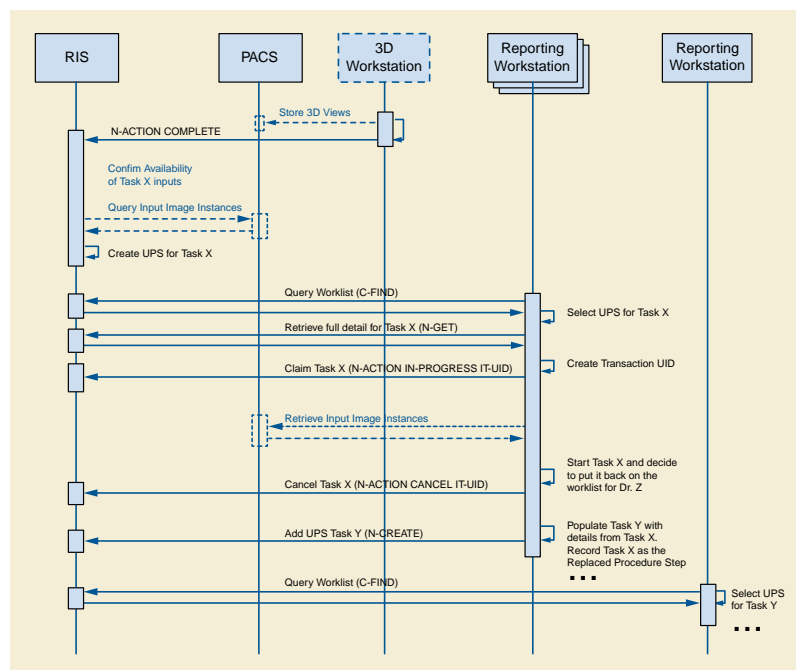 RIS
PACS
3D
Workstation
Reporting
Workstation
Reporting
Workstation
Store 3D Views
N-ACTION COMPLETE
Confim Availability
of Task X inputs
Query Input Image Instances
Create UPS for Task X
Query Worklist (C-FIND)
Select UPS for Task X
Retrieve full detail for Task X (N-GET)
Create Transaction UID
Claim Task X (N-ACTION IN-PROGRESS IT-UID)
Retrieve Input Image Instances
Start Task X and decide
to put it back on the
worklist for Dr. Z
Cancel Task X (N-ACTION CANCEL IT-UID)
Populate Task Y with
details from Task X.
Record Task X as the
Replaced Procedure Step
Add UPS Task Y (N-CREATE)
...
Query Worklist (C-FIND)
Select UPS
for Task Y
...